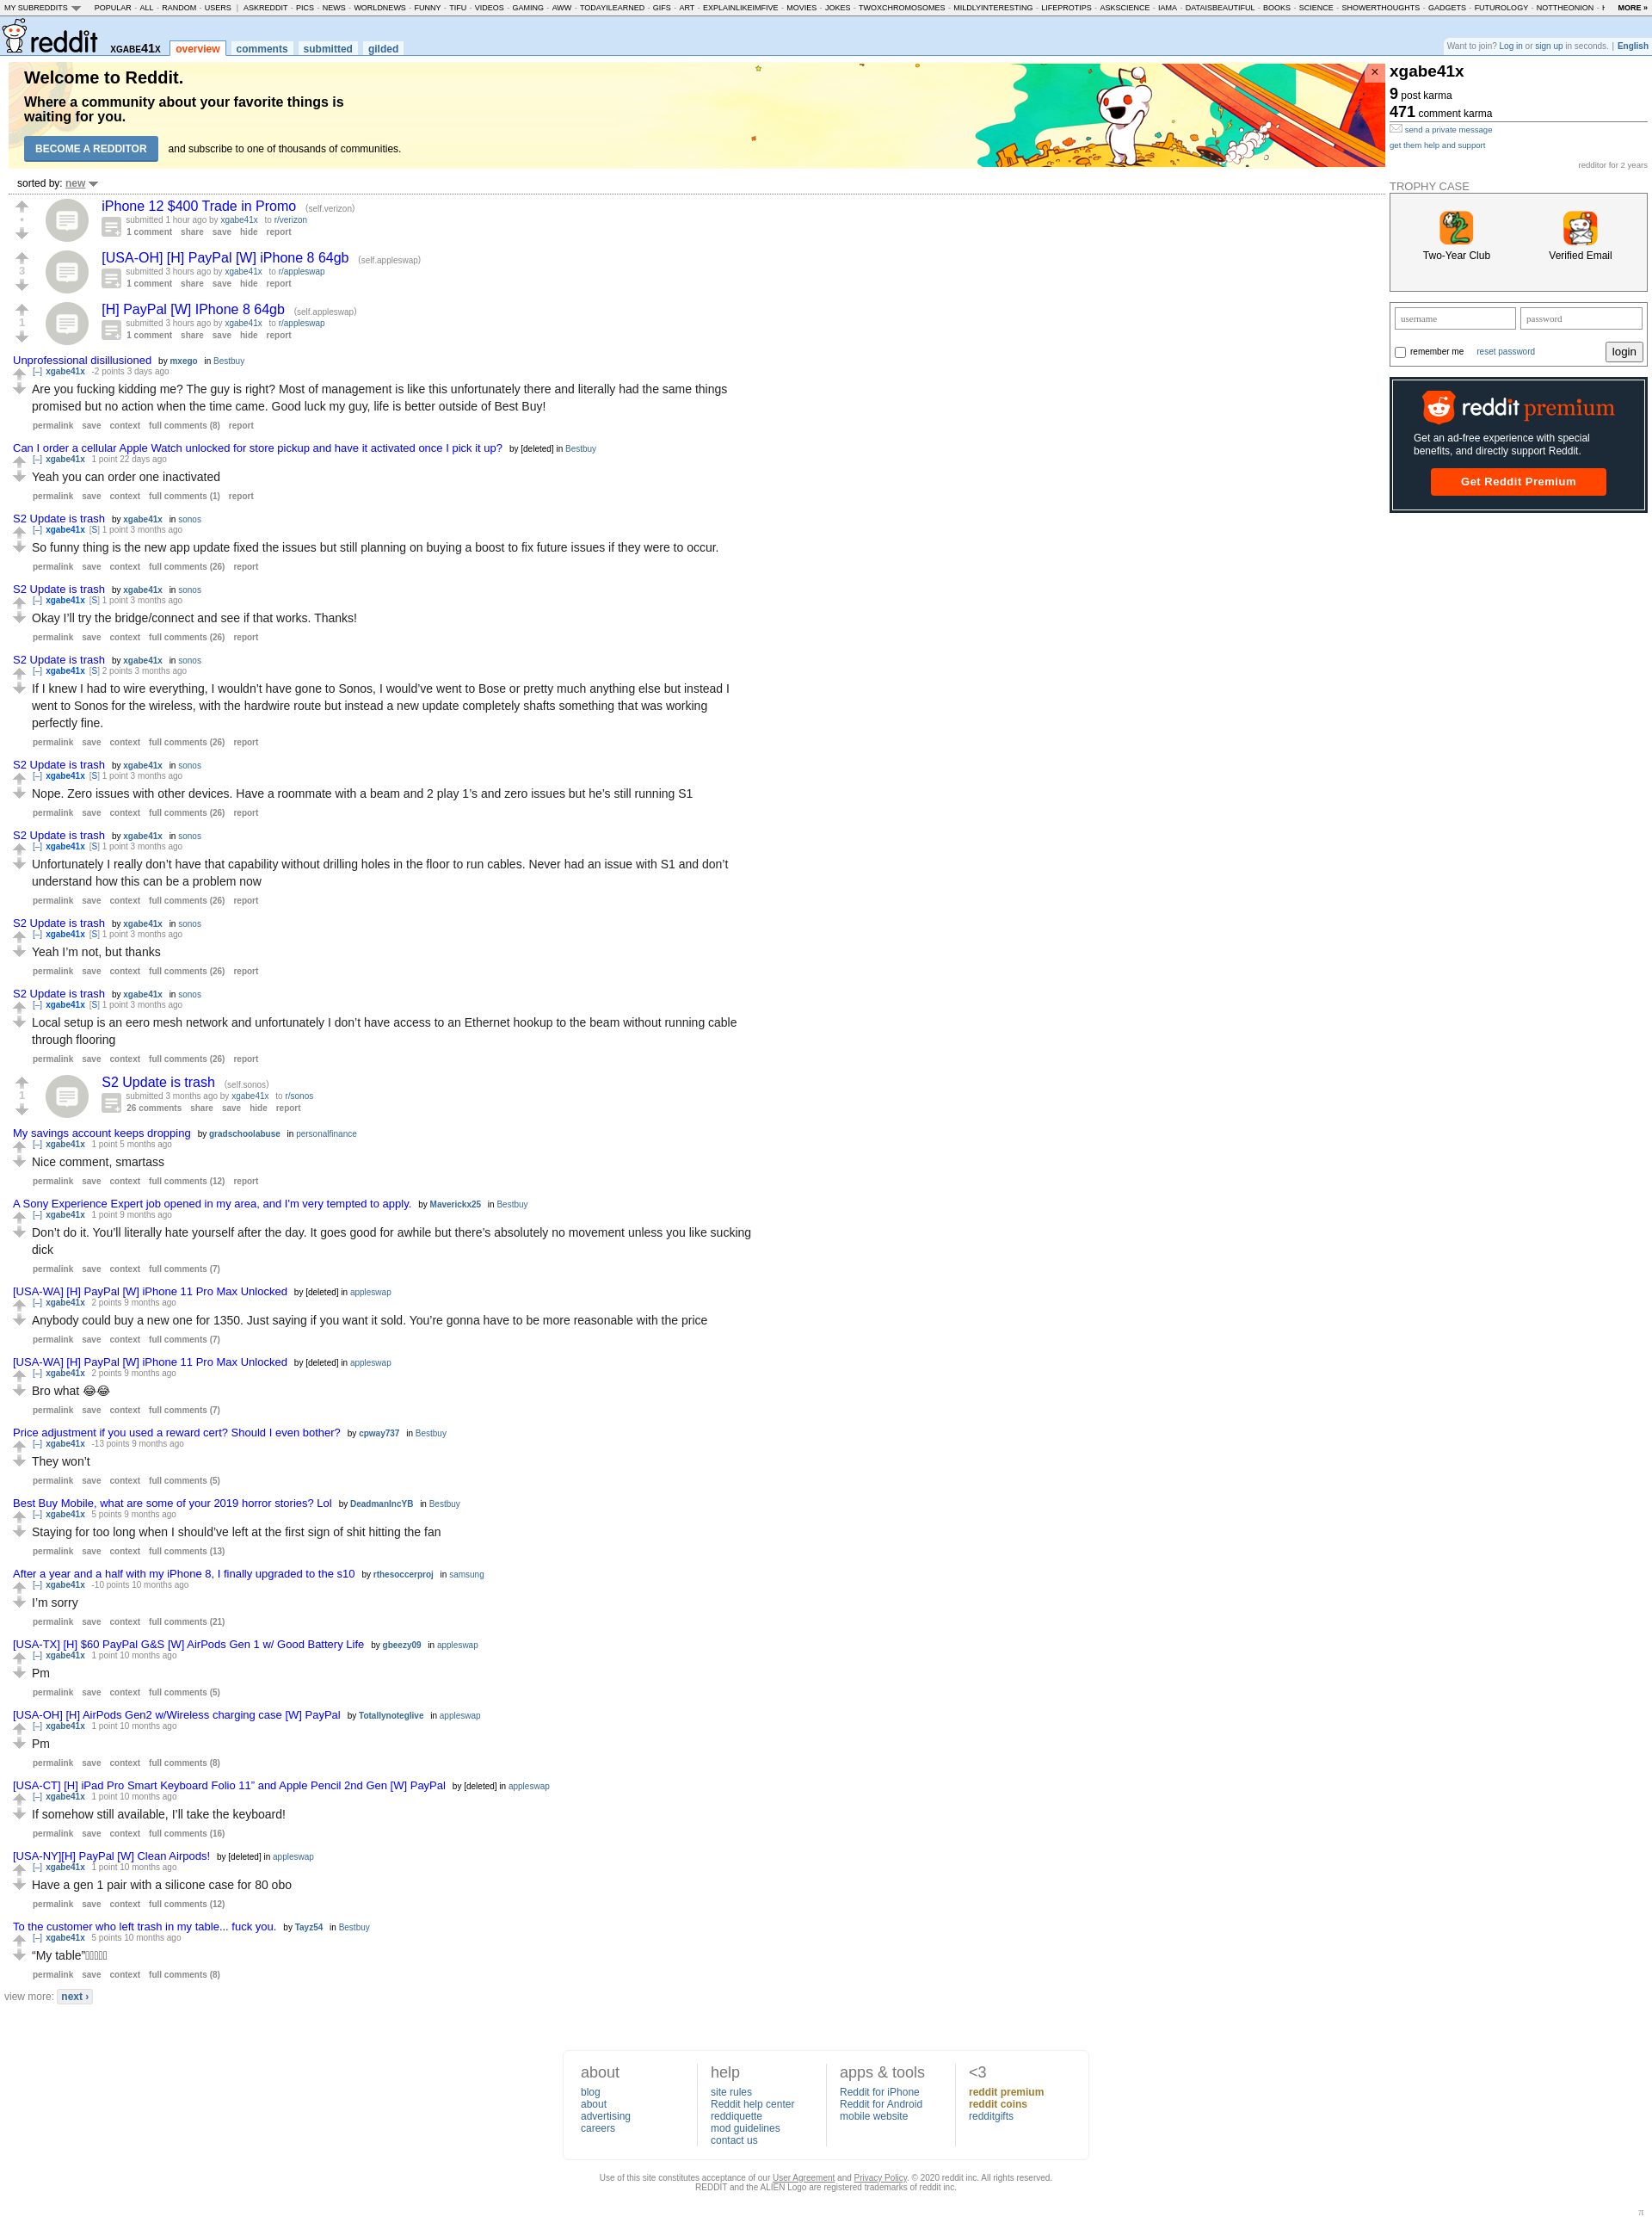 MY SUBREDDITS POPULAR - ALL - RANDOM - USERS | ASKREDDIT - PICS - NEWS - WORLDNEWS - FUNNY - TIFU - VIDEOS - GAMING - AWW - TODAYILEARNED - GIFS - ART - EXPLAINLIKEIMFIVE - MOVIES - JOKES - TWOXCHROMOSOMES - MILDLYINTERESTING - LIFEPROTIPS - ASKSCIENCE - IAMA - DATAISBEAUTIFUL - BOOKS - SCIENCE - SHOWERTHOUGHTS - GADGETS - FUTUROLOGY - NOTTHEONION - MORE »
reddit XGABE41X overview comments submitted gilded
Want to join? Log in or sign up in seconds. | English
Welcome to Reddit.
Where a community about your favorite things is
waiting for you.
BECOME A REDDITOR and subscribe to one of thousands of communities.
×
sorted by: new
iPhone 12 $400 Trade in Promo (self.verizon)
•
submitted 1 hour ago by xgabe41x to r/verizon
1 comment share save hide report
[USA-OH] [H] PayPal [W] iPhone 8 64gb (self.appleswap)
3
submitted 3 hours ago by xgabe41x to r/appleswap
1 comment share save hide report
[H] PayPal [W] IPhone 8 64gb (self.appleswap)
1
submitted 3 hours ago by xgabe41x to r/appleswap
1 comment share save hide report
Unprofessional disillusioned by mxego in Bestbuy
[–] xgabe41x -2 points 3 days ago
Are you fucking kidding me? The guy is right? Most of management is like this unfortunately there and literally had the same things
promised but no action when the time came. Good luck my guy, life is better outside of Best Buy!
permalink save context full comments (8) report
Can I order a cellular Apple Watch unlocked for store pickup and have it activated once I pick it up? by [deleted] in Bestbuy
[–] xgabe41x 1 point 22 days ago
Yeah you can order one inactivated
permalink save context full comments (1) report
S2 Update is trash by xgabe41x in sonos
[–] xgabe41x [S] 1 point 3 months ago
So funny thing is the new app update fixed the issues but still planning on buying a boost to fix future issues if they were to occur.
permalink save context full comments (26) report
S2 Update is trash by xgabe41x in sonos
[–] xgabe41x [S] 1 point 3 months ago
Okay I’ll try the bridge/connect and see if that works. Thanks!
permalink save context full comments (26) report
S2 Update is trash by xgabe41x in sonos
[–] xgabe41x [S] 2 points 3 months ago
If I knew I had to wire everything, I wouldn’t have gone to Sonos, I would’ve went to Bose or pretty much anything else but instead I
went to Sonos for the wireless, with the hardwire route but instead a new update completely shafts something that was working
perfectly fine.
permalink save context full comments (26) report
S2 Update is trash by xgabe41x in sonos
[–] xgabe41x [S] 1 point 3 months ago
Nope. Zero issues with other devices. Have a roommate with a beam and 2 play 1’s and zero issues but he’s still running S1
permalink save context full comments (26) report
S2 Update is trash by xgabe41x in sonos
[–] xgabe41x [S] 1 point 3 months ago
Unfortunately I really don’t have that capability without drilling holes in the floor to run cables. Never had an issue with S1 and don’t
understand how this can be a problem now
permalink save context full comments (26) report
S2 Update is trash by xgabe41x in sonos
[–] xgabe41x [S] 1 point 3 months ago
Yeah I’m not, but thanks
permalink save context full comments (26) report
S2 Update is trash by xgabe41x in sonos
[–] xgabe41x [S] 1 point 3 months ago
Local setup is an eero mesh network and unfortunately I don’t have access to an Ethernet hookup to the beam without running cable
through flooring
permalink save context full comments (26) report
S2 Update is trash (self.sonos)
1
submitted 3 months ago by xgabe41x to r/sonos
26 comments share save hide report
My savings account keeps dropping by gradschoolabuse in personalfinance
[–] xgabe41x 1 point 5 months ago
Nice comment, smartass
permalink save context full comments (12) report
A Sony Experience Expert job opened in my area, and I'm very tempted to apply. by Maverickx25 in Bestbuy
[–] xgabe41x 1 point 9 months ago
Don’t do it. You’ll literally hate yourself after the day. It goes good for awhile but there’s absolutely no movement unless you like sucking
dick
permalink save context full comments (7)
[USA-WA] [H] PayPal [W] iPhone 11 Pro Max Unlocked by [deleted] in appleswap
[–] xgabe41x 2 points 9 months ago
Anybody could buy a new one for 1350. Just saying if you want it sold. You’re gonna have to be more reasonable with the price
permalink save context full comments (7)
[USA-WA] [H] PayPal [W] iPhone 11 Pro Max Unlocked by [deleted] in appleswap
[–] xgabe41x 2 points 9 months ago
Bro what 😂😂
permalink save context full comments (7)
Price adjustment if you used a reward cert? Should I even bother? by cpway737 in Bestbuy
[–] xgabe41x -13 points 9 months ago
They won’t
permalink save context full comments (5)
Best Buy Mobile, what are some of your 2019 horror stories? Lol by DeadmanIncYB in Bestbuy
[–] xgabe41x 5 points 9 months ago
Staying for too long when I should’ve left at the first sign of shit hitting the fan
permalink save context full comments (13)
After a year and a half with my iPhone 8, I finally upgraded to the s10 by rthesoccerproj in samsung
[–] xgabe41x -10 points 10 months ago
I’m sorry
permalink save context full comments (21)
[USA-TX] [H] $60 PayPal G&S [W] AirPods Gen 1 w/ Good Battery Life by gbeezy09 in appleswap
[–] xgabe41x 1 point 10 months ago
Pm
permalink save context full comments (5)
[USA-OH] [H] AirPods Gen2 w/Wireless charging case [W] PayPal by Totallynoteglive in appleswap
[–] xgabe41x 1 point 10 months ago
Pm
permalink save context full comments (8)
[USA-CT] [H] iPad Pro Smart Keyboard Folio 11" and Apple Pencil 2nd Gen [W] PayPal by [deleted] in appleswap
[–] xgabe41x 1 point 10 months ago
If somehow still available, I’ll take the keyboard!
permalink save context full comments (16)
[USA-NY][H] PayPal [W] Clean Airpods! by [deleted] in appleswap
[–] xgabe41x 1 point 10 months ago
Have a gen 1 pair with a silicone case for 80 obo
permalink save context full comments (12)
To the customer who left trash in my table... fuck you. by Tayz54 in Bestbuy
[–] xgabe41x 5 points 10 months ago
“My table”
permalink save context full comments (8)
view more: next ›
xgabe41x
9 post karma
471 comment karma
send a private message
get them help and support
redditor for 2 years
TROPHY CASE
Two-Year Club Verified Email
username password
remember me reset password login
reddit premium
Get an ad-free experience with special
benefits, and directly support Reddit.
Get Reddit Premium
about
blog
about
advertising
careers
help
site rules
Reddit help center
reddiquette
mod guidelines
contact us
apps & tools
Reddit for iPhone
Reddit for Android
mobile website
<3
reddit premium
reddit coins
redditgifts
Use of this site constitutes acceptance of our User Agreement and Privacy Policy. © 2020 reddit inc. All rights reserved.
REDDIT and the ALIEN Logo are registered trademarks of reddit inc.
π